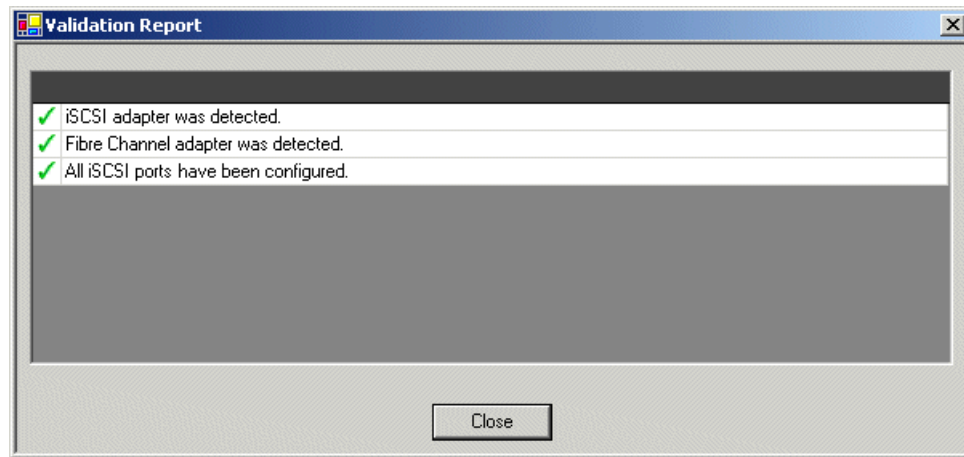 Validation Report
iSCSI adapter was detected.
Fibre Channel adapter was detected.
All iSCSI ports have been configured.
Close